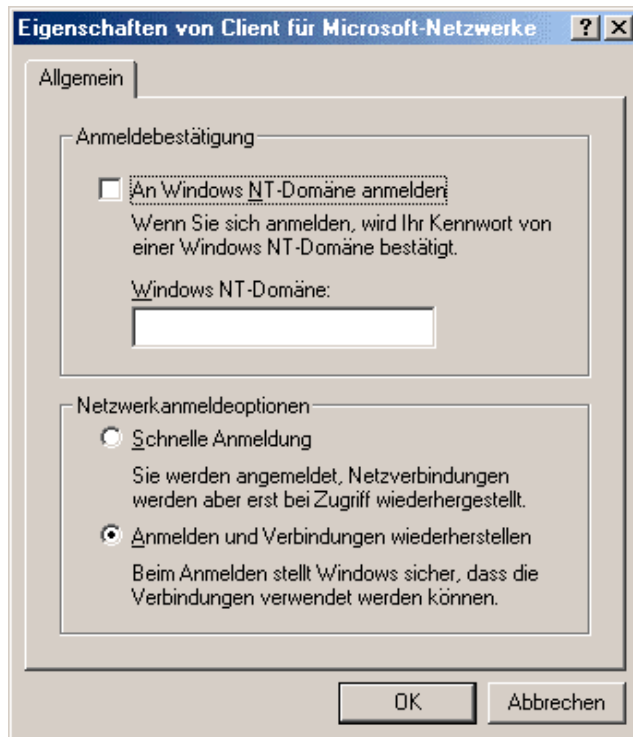 Eigenschaften von Client für Microsoft-Netzwerke
Allgemein
Anmeldebestätigung
An Windows NT-Domäne anmelden
Wenn Sie sich anmelden, wird Ihr Kennwort von
einer Windows NT-Domäne bestätigt.
Windows NT-Domäne:
Netzwerkanmeldeoptionen
Schnelle Anmeldung
Sie werden angemeldet, Netzverbindungen
werden aber erst bei Zugriff wiederhergestellt.
Anmelden und Verbindungen wiederherstellen
Beim Anmelden stellt Windows sicher, dass die
Verbindungen verwendet werden können.
OK Abbrechen